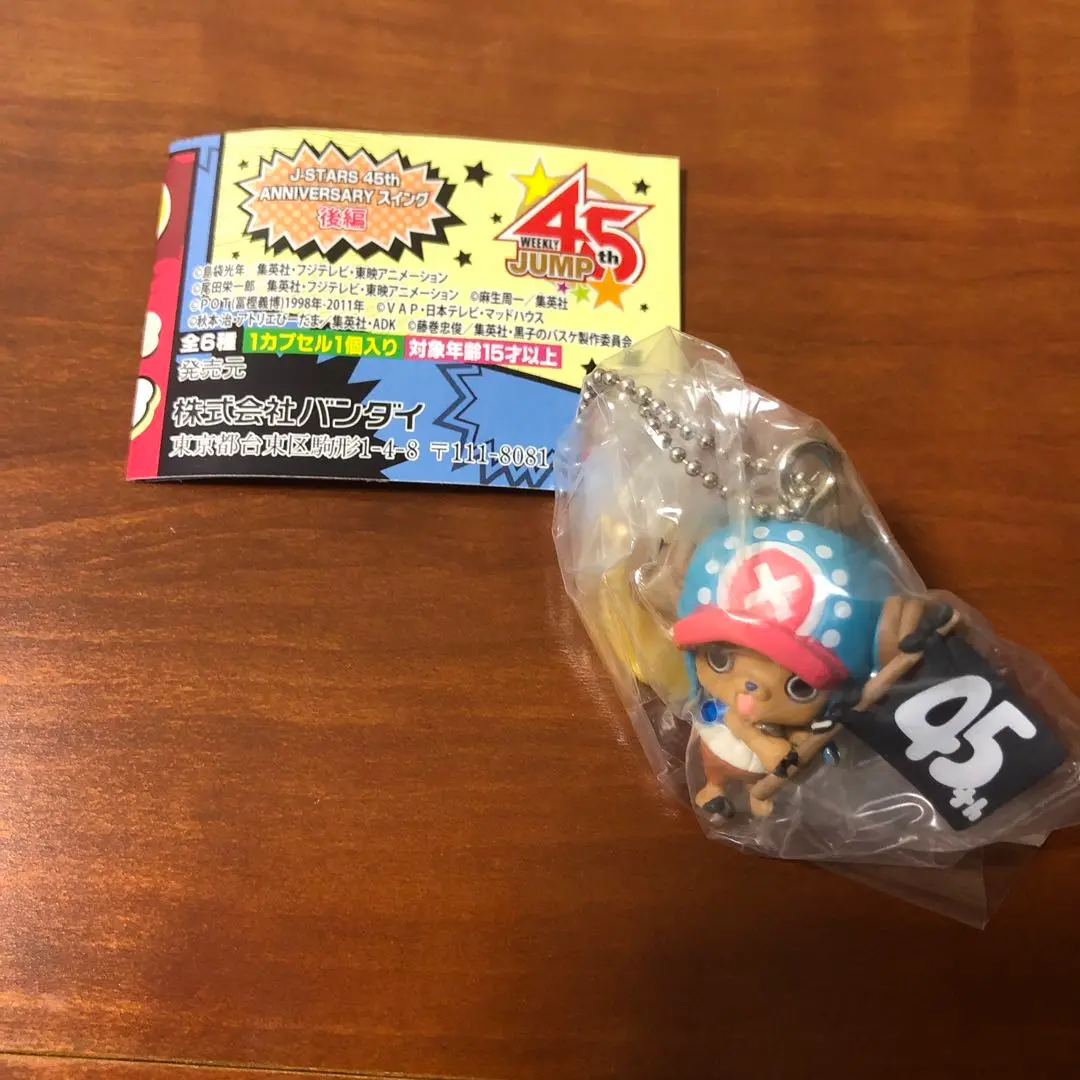 J-STARS 45th
ANNIVERSARY スイング
後編
45th
WEEKLY
JUMP
©島袋光年 集英社・フジテレビ・東映アニメーション
©尾田栄一郎 集英社・フジテレビ・東映アニメーション ©麻生周一/集英社
©POT(冨樫義博)1998年-2011年 ©VAP・日本テレビ・マッドハウス
©秋本・治・アトリエびーだま/集英社・ADK ©藤巻忠俊/集英社・黒子のバスケ製作委員会
全6種 1カプセル1個入り 対象年齢15才以上
発売元
株式会社バンダイ
東京都台東区駒形1-4-8 〒111-8081
45th